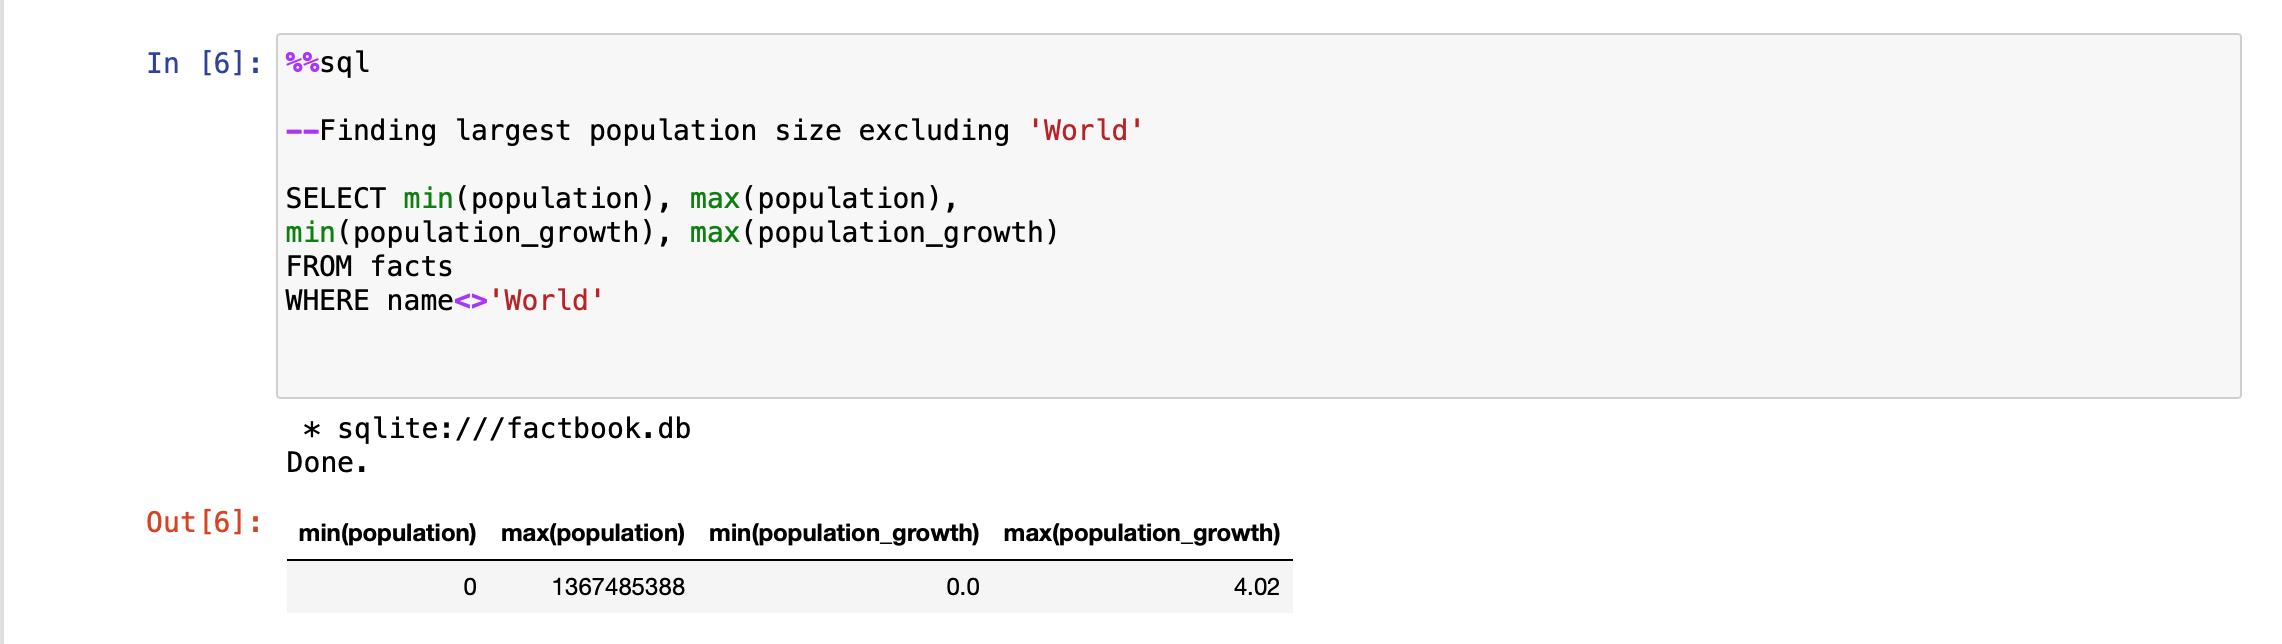 In [6]:
%%sql
--Finding largest population size excluding 'World'
SELECT min(population), max(population),
min(population_growth), max(population_growth)
FROM facts
WHERE name<>'World'
* sqlite:///factbook.db
Done.
Out[6]:
min(population) max(population) min(population_growth) max(population_growth)
0 1367485388 0.0 4.02